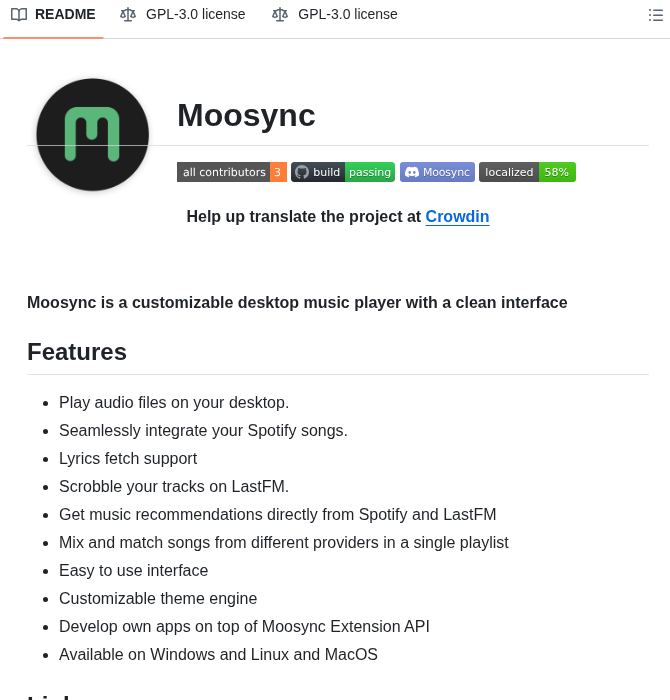 README GPL-3.0 license GPL-3.0 license
Moosync
all contributors 3 build passing Moosync localized 58%
Help up translate the project at Crowdin
Moosync is a customizable desktop music player with a clean interface
Features
Play audio files on your desktop.
Seamlessly integrate your Spotify songs.
Lyrics fetch support
Scrobble your tracks on LastFM.
Get music recommendations directly from Spotify and LastFM
Mix and match songs from different providers in a single playlist
Easy to use interface
Customizable theme engine
Develop own apps on top of Moosync Extension API
Available on Windows and Linux and MacOS